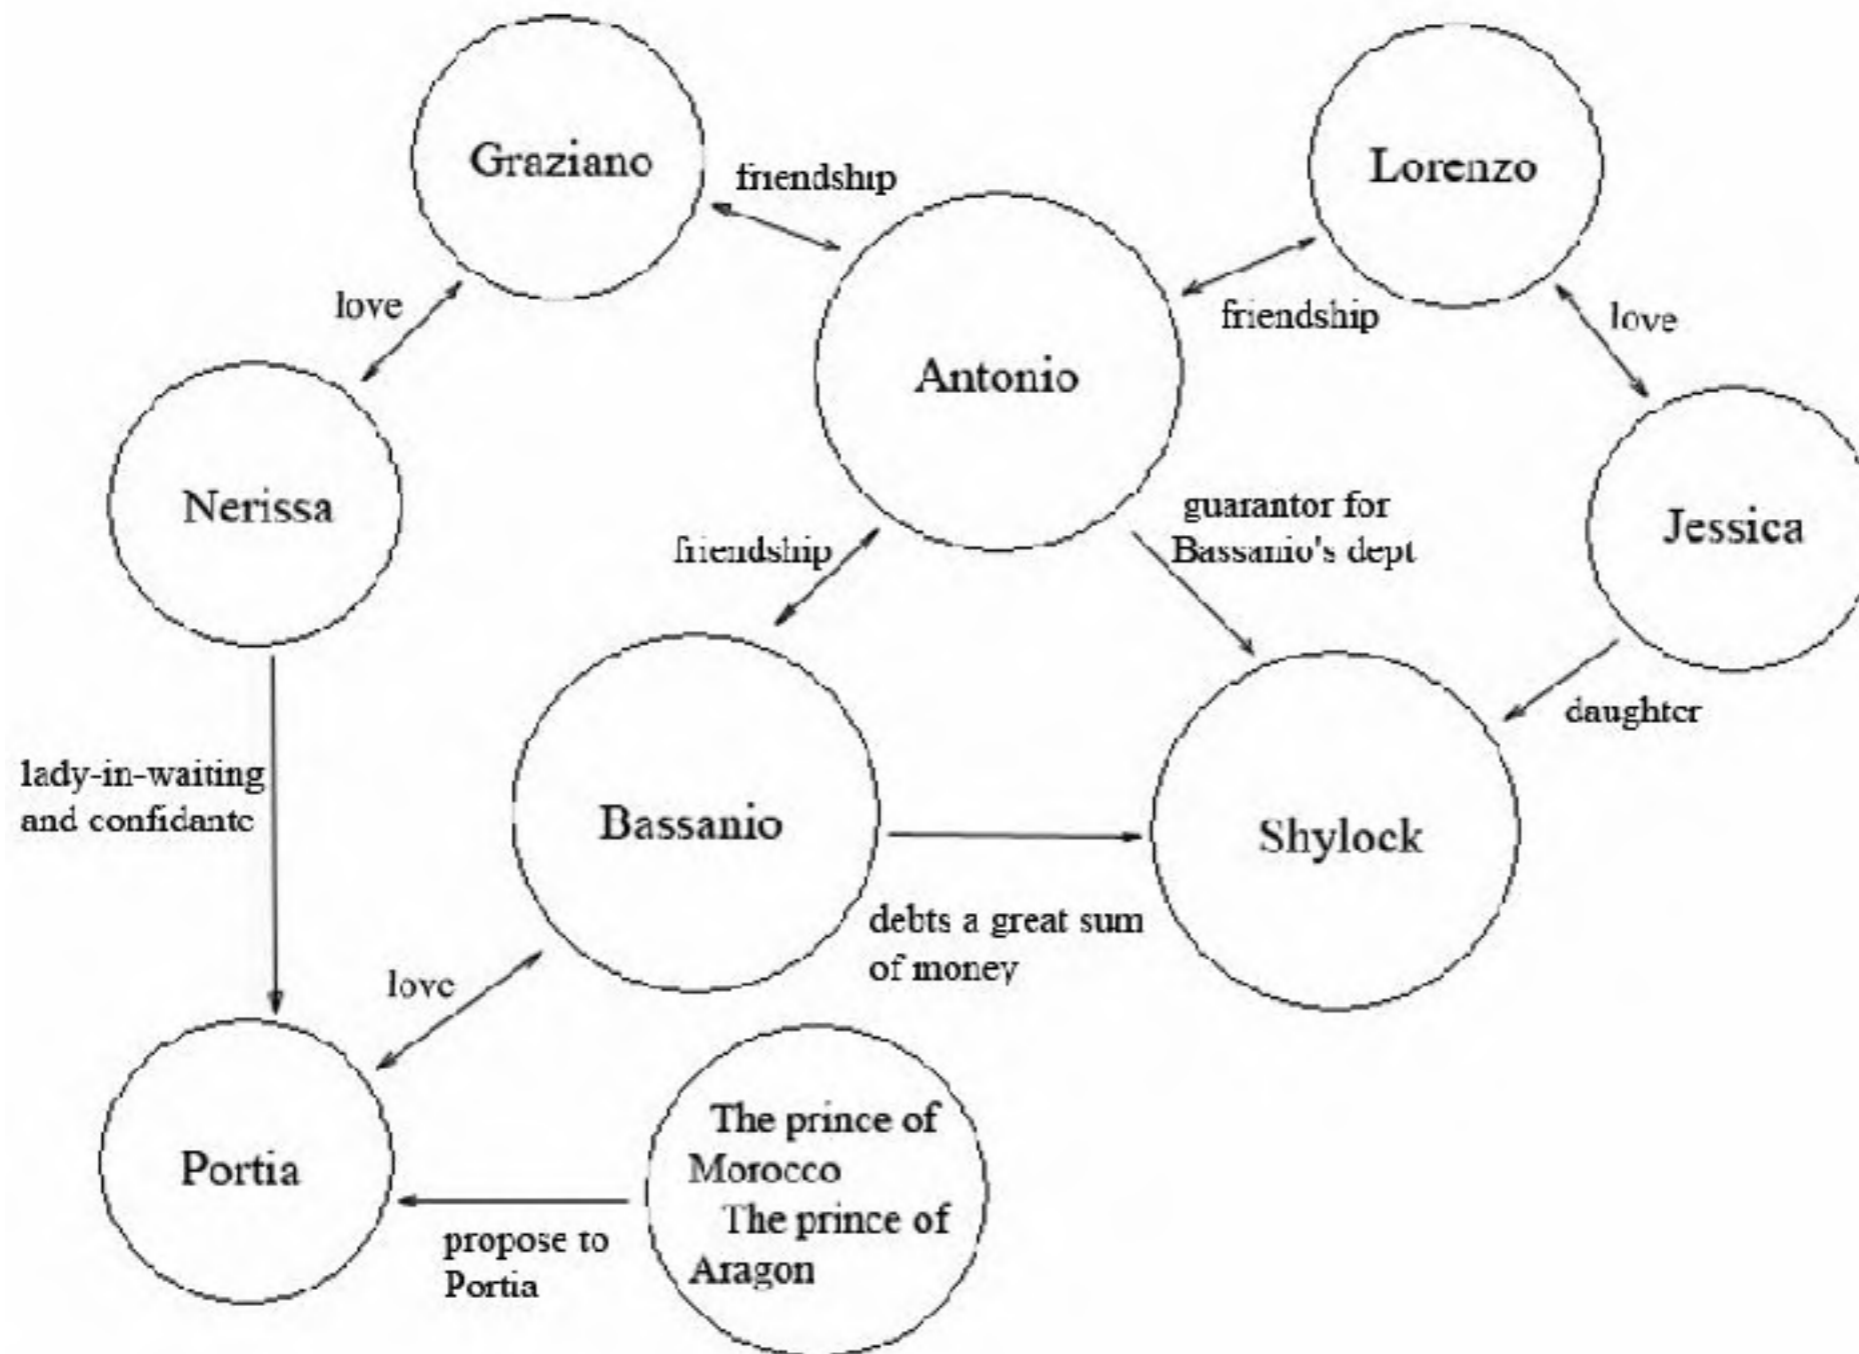 Graziano
Lorenzo
friendship
love
friendship
love
Antonio
Nerissa
guarantor for
Bassanio's dept
Jessica
friendship
daughter
lady-in-waiting
and confidante
Bassanio
Shylock
debts a great sum
of money
love
Portia
The prince of
Morocco
The prince of
Aragon
propose to
Portia